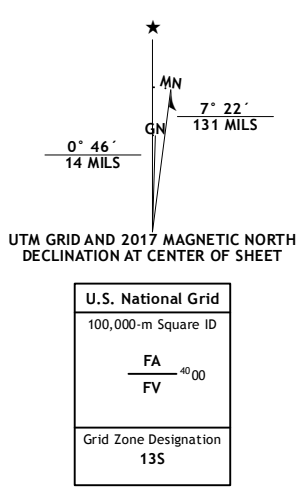 ★
MN
GN
7° 22´
131 MILS
0° 46´
14 MILS
UTM GRID AND 2017 MAGNETIC NORTH
DECLINATION AT CENTER OF SHEET
U.S. National Grid
100,000-m Square ID
FA
4000
FV
Grid Zone Designation
13S